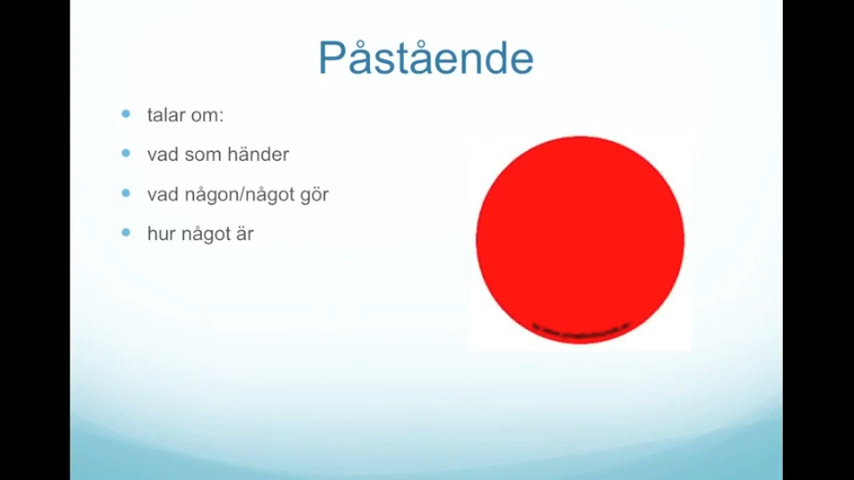 Påstående
talar om:
vad som händer
vad någon/något gör
hur något är